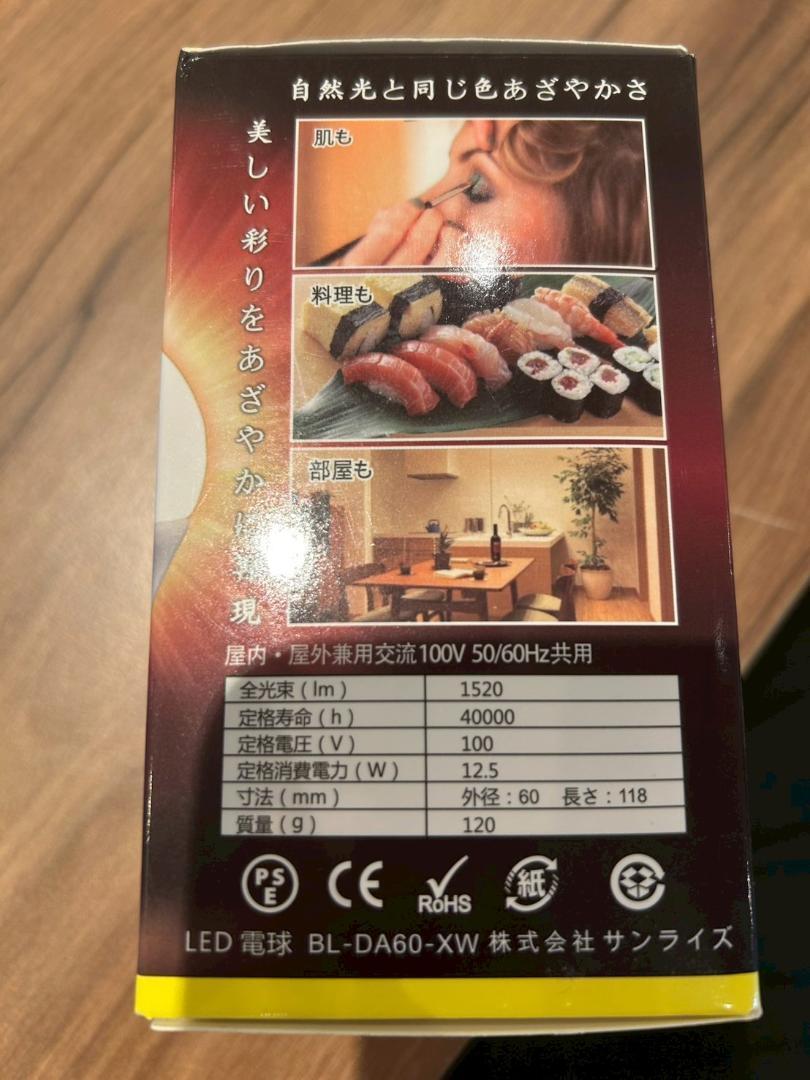 自然光と同じ色あざやかさ
美しい彩りをあざやかに再現
肌も
料理も
部屋も
屋内・屋外兼用交流100V 50/60Hz共用
全光束(lm) 1520
定格寿命(h) 40000
定格電圧(V) 100
定格消費電力(W) 12.5
寸法(mm) 外径:60 長さ:118
質量(g) 120
PSE
CE
RoHS
紙
LED 電球 BL-DA60-XW 株式会社サンライズ